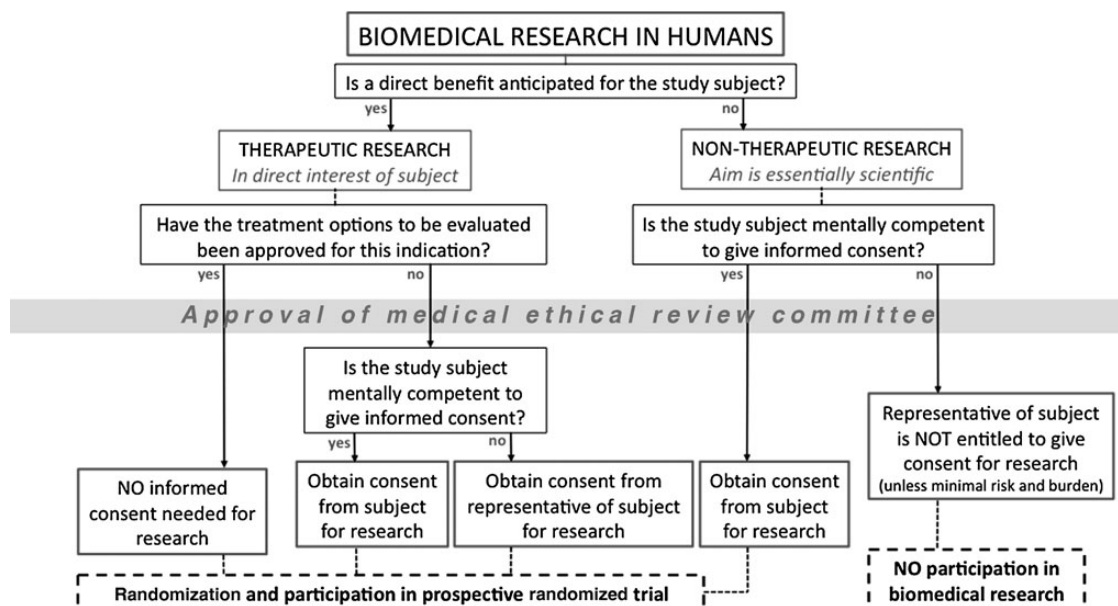 BIOMEDICAL RESEARCH IN HUMANS
Is a direct benefit anticipated for the study subject?
yes
no
THERAPEUTIC RESEARCH
In direct interest of subject
NON-THERAPEUTIC RESEARCH
Aim is essentially scientific
Have the treatment options to be evaluated
been approved for this indication?
yes
no
Is the study subject mentally competent
to give informed consent?
yes
no
Approval of medical ethical review committee
Is the study subject
mentally competent to
give informed consent?
yes
no
NO informed
consent needed for
research
Obtain consent
from subject
for research
Obtain consent from
representative of subject
for research
Obtain consent
from subject
for research
Representative of subject
is NOT entitled to give
consent for research
(unless minimal risk and burden)
Randomization and participation in prospective randomized trial
NO participation in
biomedical research